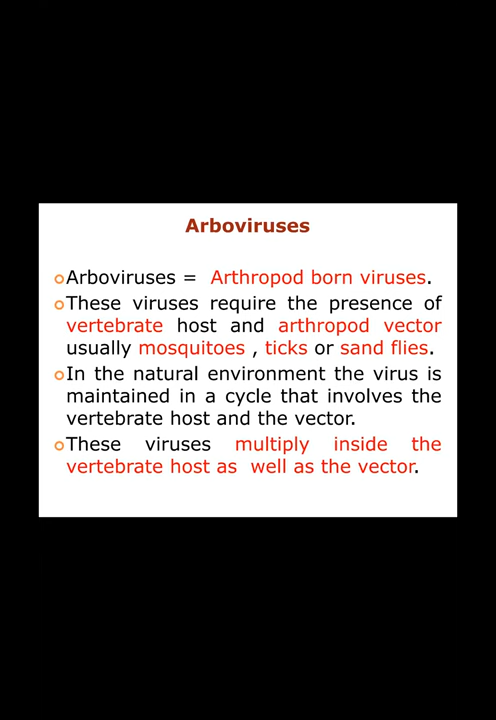 Arboviruses
Arboviruses = Arthropod born viruses.
These viruses require the presence of
vertebrate host and arthropod vector
usually mosquitoes , ticks or sand flies.
In the natural environment the virus is
maintained in a cycle that involves the
vertebrate host and the vector.
These viruses multiply inside the
vertebrate host as well as the vector.